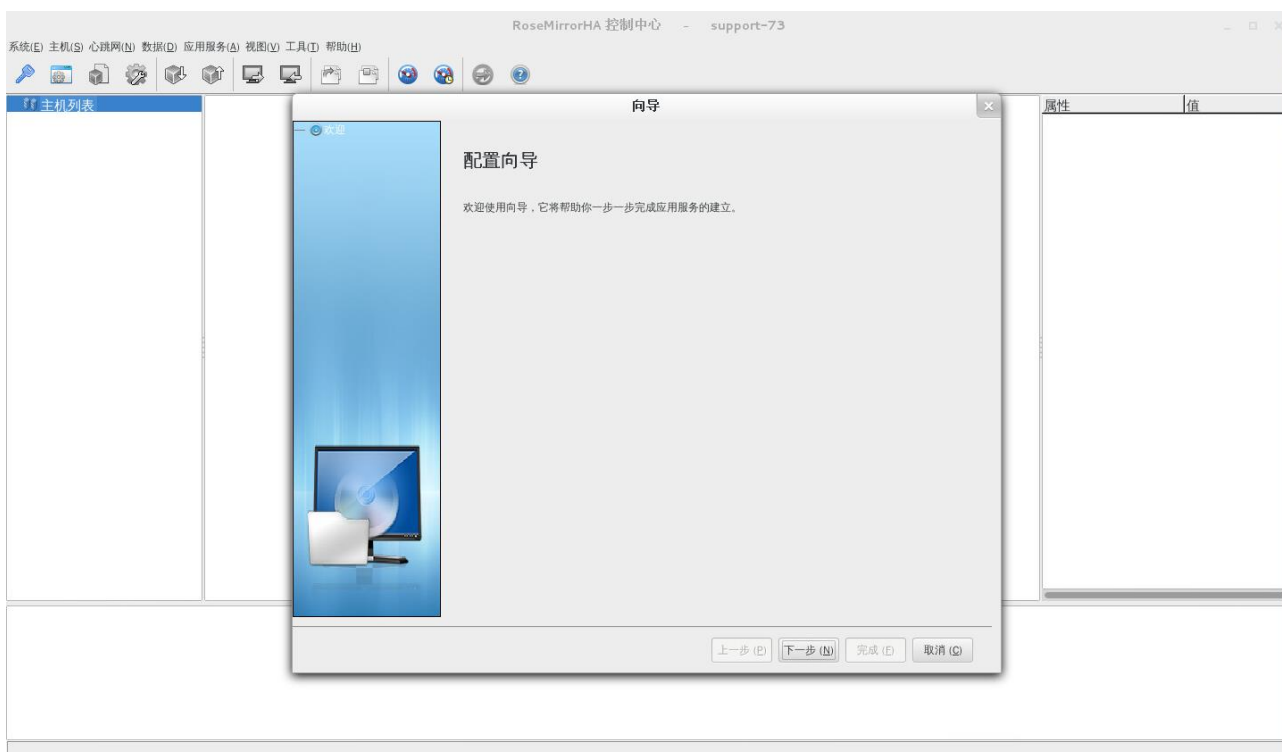 RoseMirrorHA 控制中心 - support-73
系统(E) 主机(S) 心跳网(N) 数据(D) 应用服务(A) 视图(V) 工具(T) 帮助(H)
主机列表
向导
属性 值
欢迎
配置向导
欢迎使用向导，它将帮助你一步一步完成应用服务的建立。
上一步 (P) 下一步 (N) 完成 (F) 取消 (C)